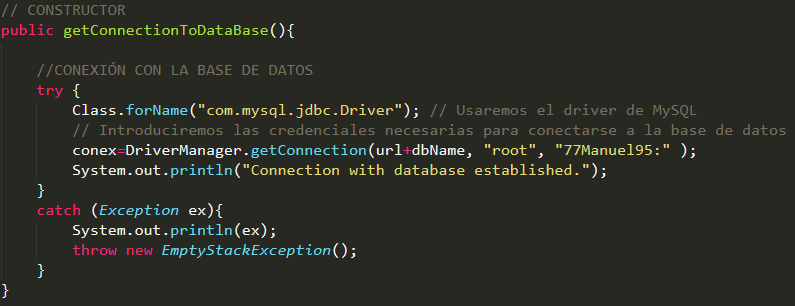 // CONSTRUCTOR
public getConnectionToDataBase(){
//CONEXIÓN CON LA BASE DE DATOS
try {
Class.forName("com.mysql.jdbc.Driver"); // Usaremos el driver de MySQL
// Introduciremos las credenciales necesarias para conectarse a la base de datos
conex=DriverManager.getConnection(url+dbName, "root", "77Manuel95:" );
System.out.println("Connection with database established.");
}
catch (Exception ex){
System.out.println(ex);
throw new EmptyStackException();
}
}